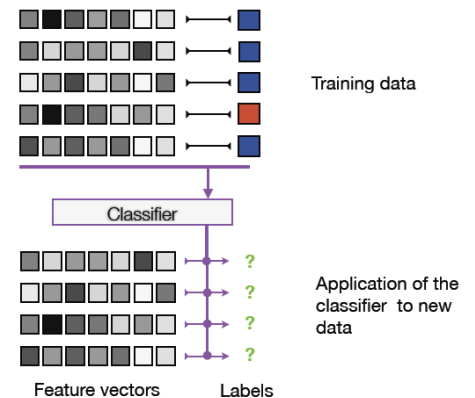 Training data
Classifier
?
?
?
?
Application of the
classifier to new
data
Feature vectors
Labels